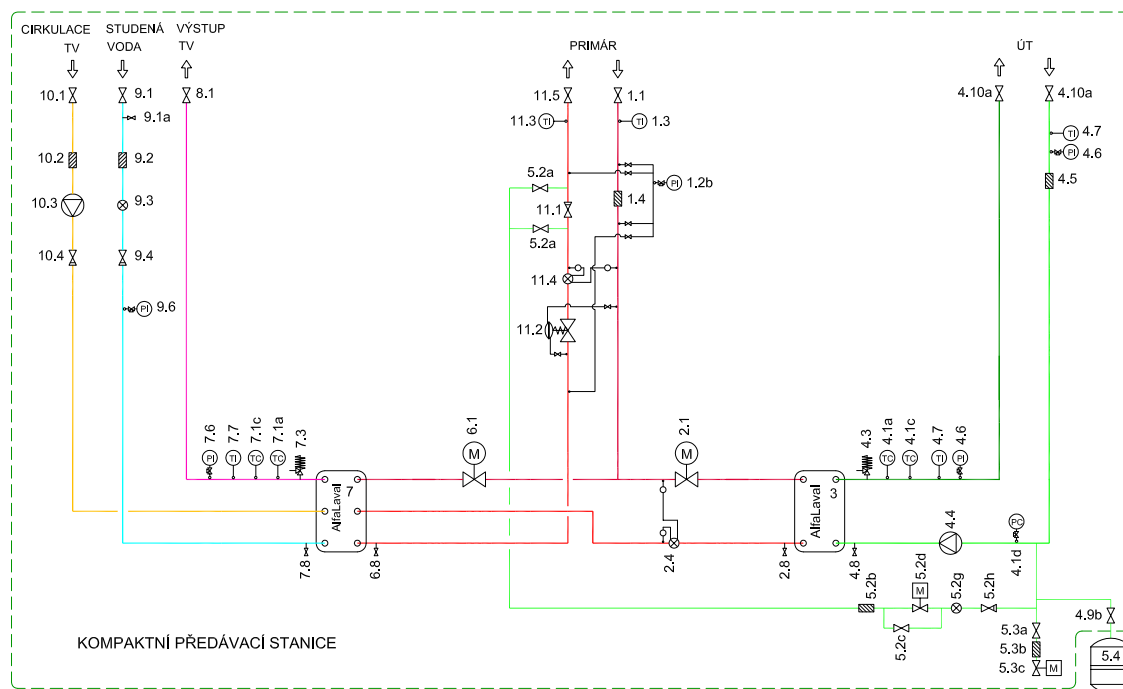 CIRKULACE STUDENÁ VÝSTUP PRIMÁR ÚT
TV VODA TV
10.1 9.1 8.1 11.5 1.1 4.10a 4.10a
9.1a 11.3 TI TI 1.3 TI 4.7
10.2 9.2 PI 4.6
5.2a PI 1.2b 4.5
10.3 9.3 11.1 1.4
5.2a
10.4 9.4
11.4
PI 9.6
11.2
7.6 7.7 7.1c 7.1a 7.3 6.1 2.1 4.3 4.1a 4.1c 4.7 4.6
PI TI TC TC M M TC TC TI PI
7 3
AlfaLaval AlfaLaval
4.4 PC
7.8 6.8 2.4 2.8 4.8 4.1d
5.2b 5.2d 5.2g 5.2h
M
4.9b
5.2c 5.3a
KOMPAKTNÍ PŘEDÁVACÍ STANICE
5.3b
5.4
5.3c M